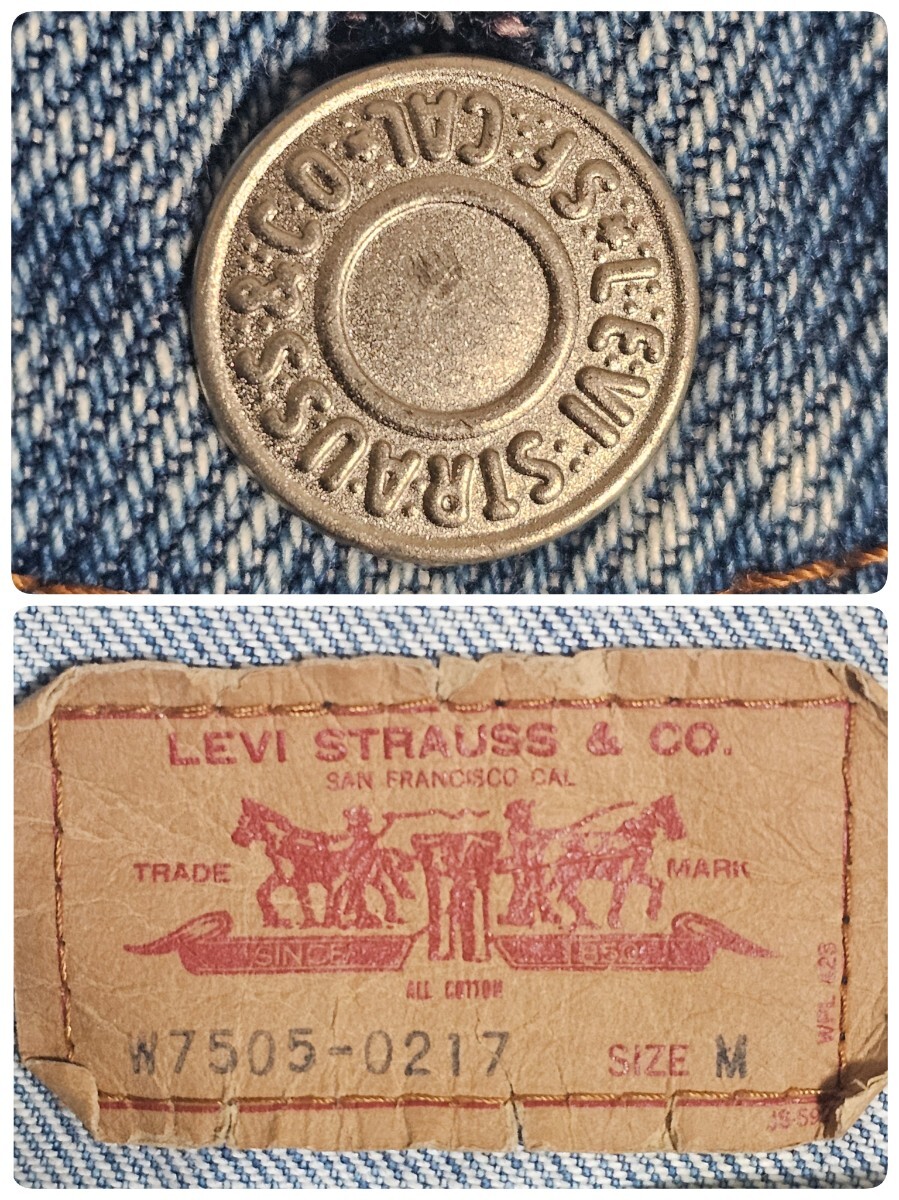 LEVI STRAUSS & CO. CAL. S.F.
LEVI STRAUSS & CO.
SAN FRANCISCO CAL
TRADE MARK
SINCE 1850
ALL COTTON
WPL 423
W7505-0217
SIZE M